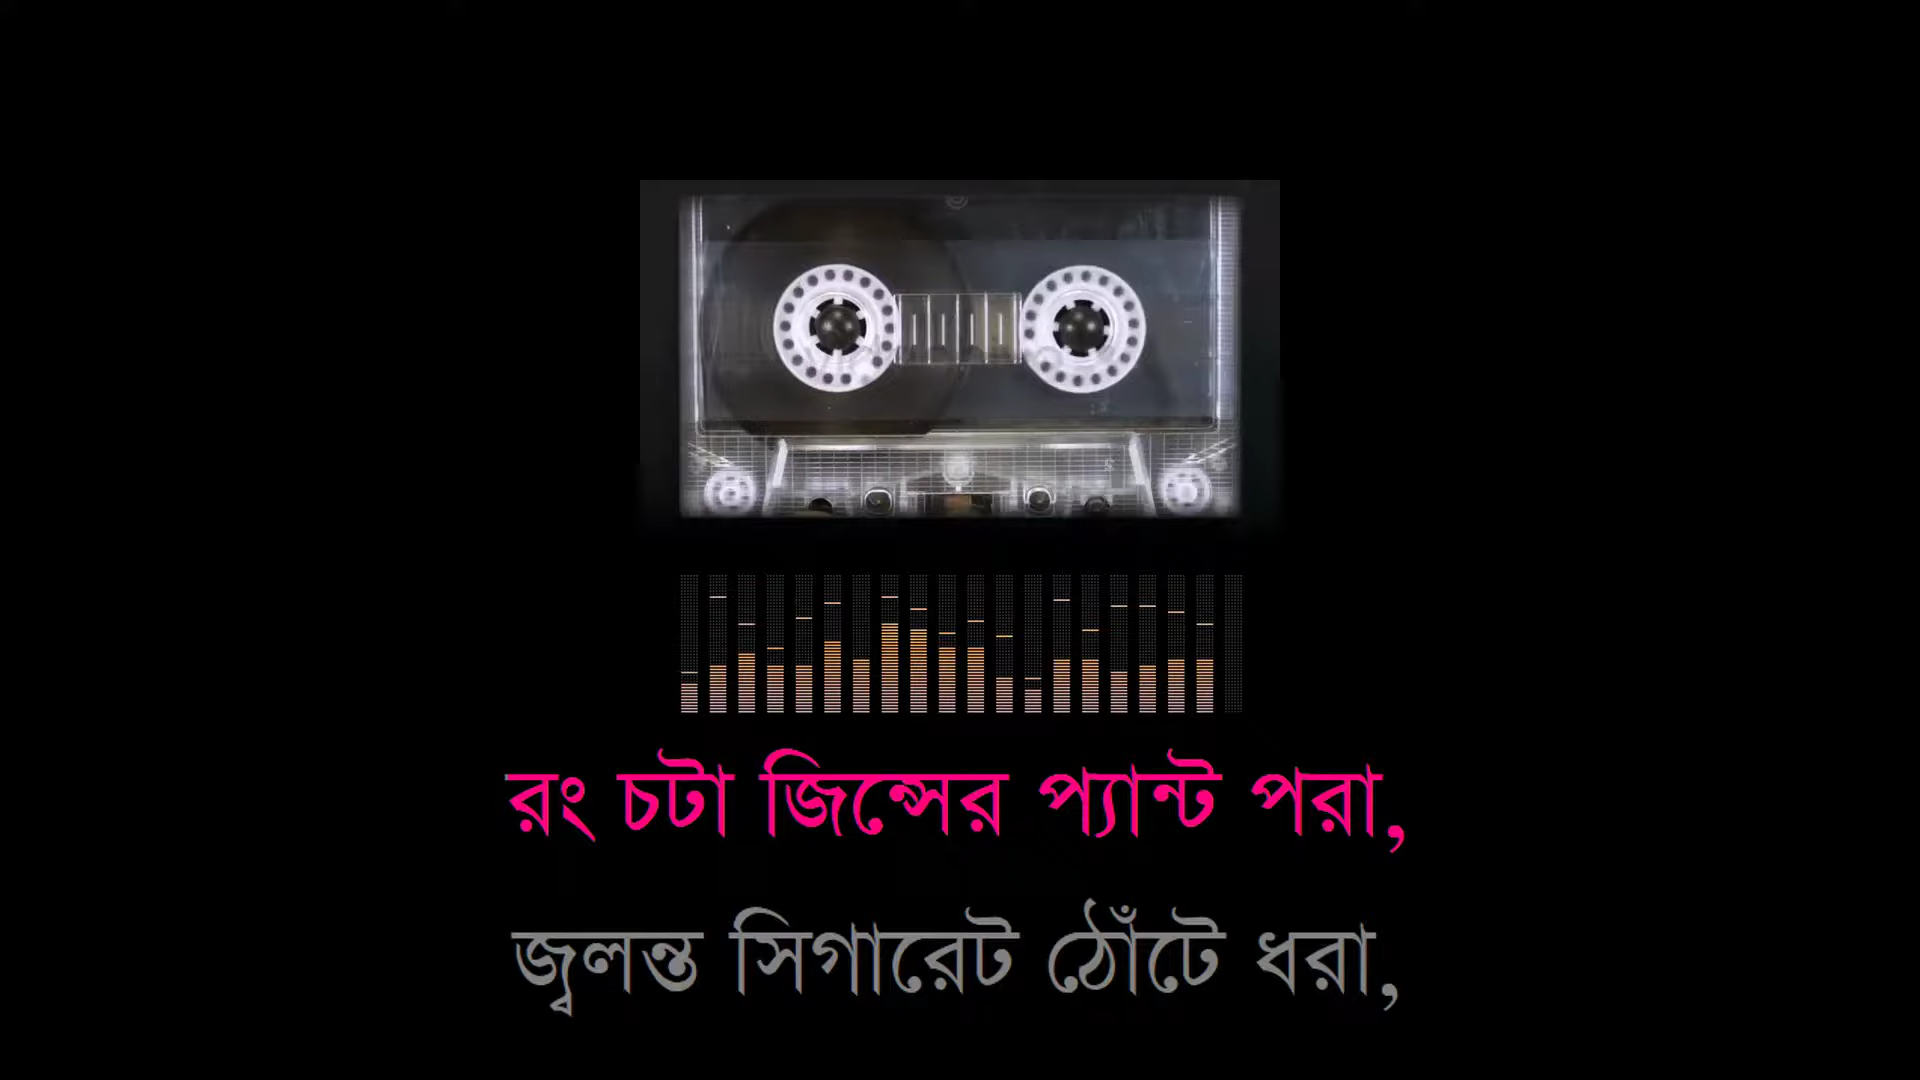 রং চটা জিন্সের প্যান্ট পরা,
জ্বলন্ত সিগারেট ঠোঁটে ধরা,